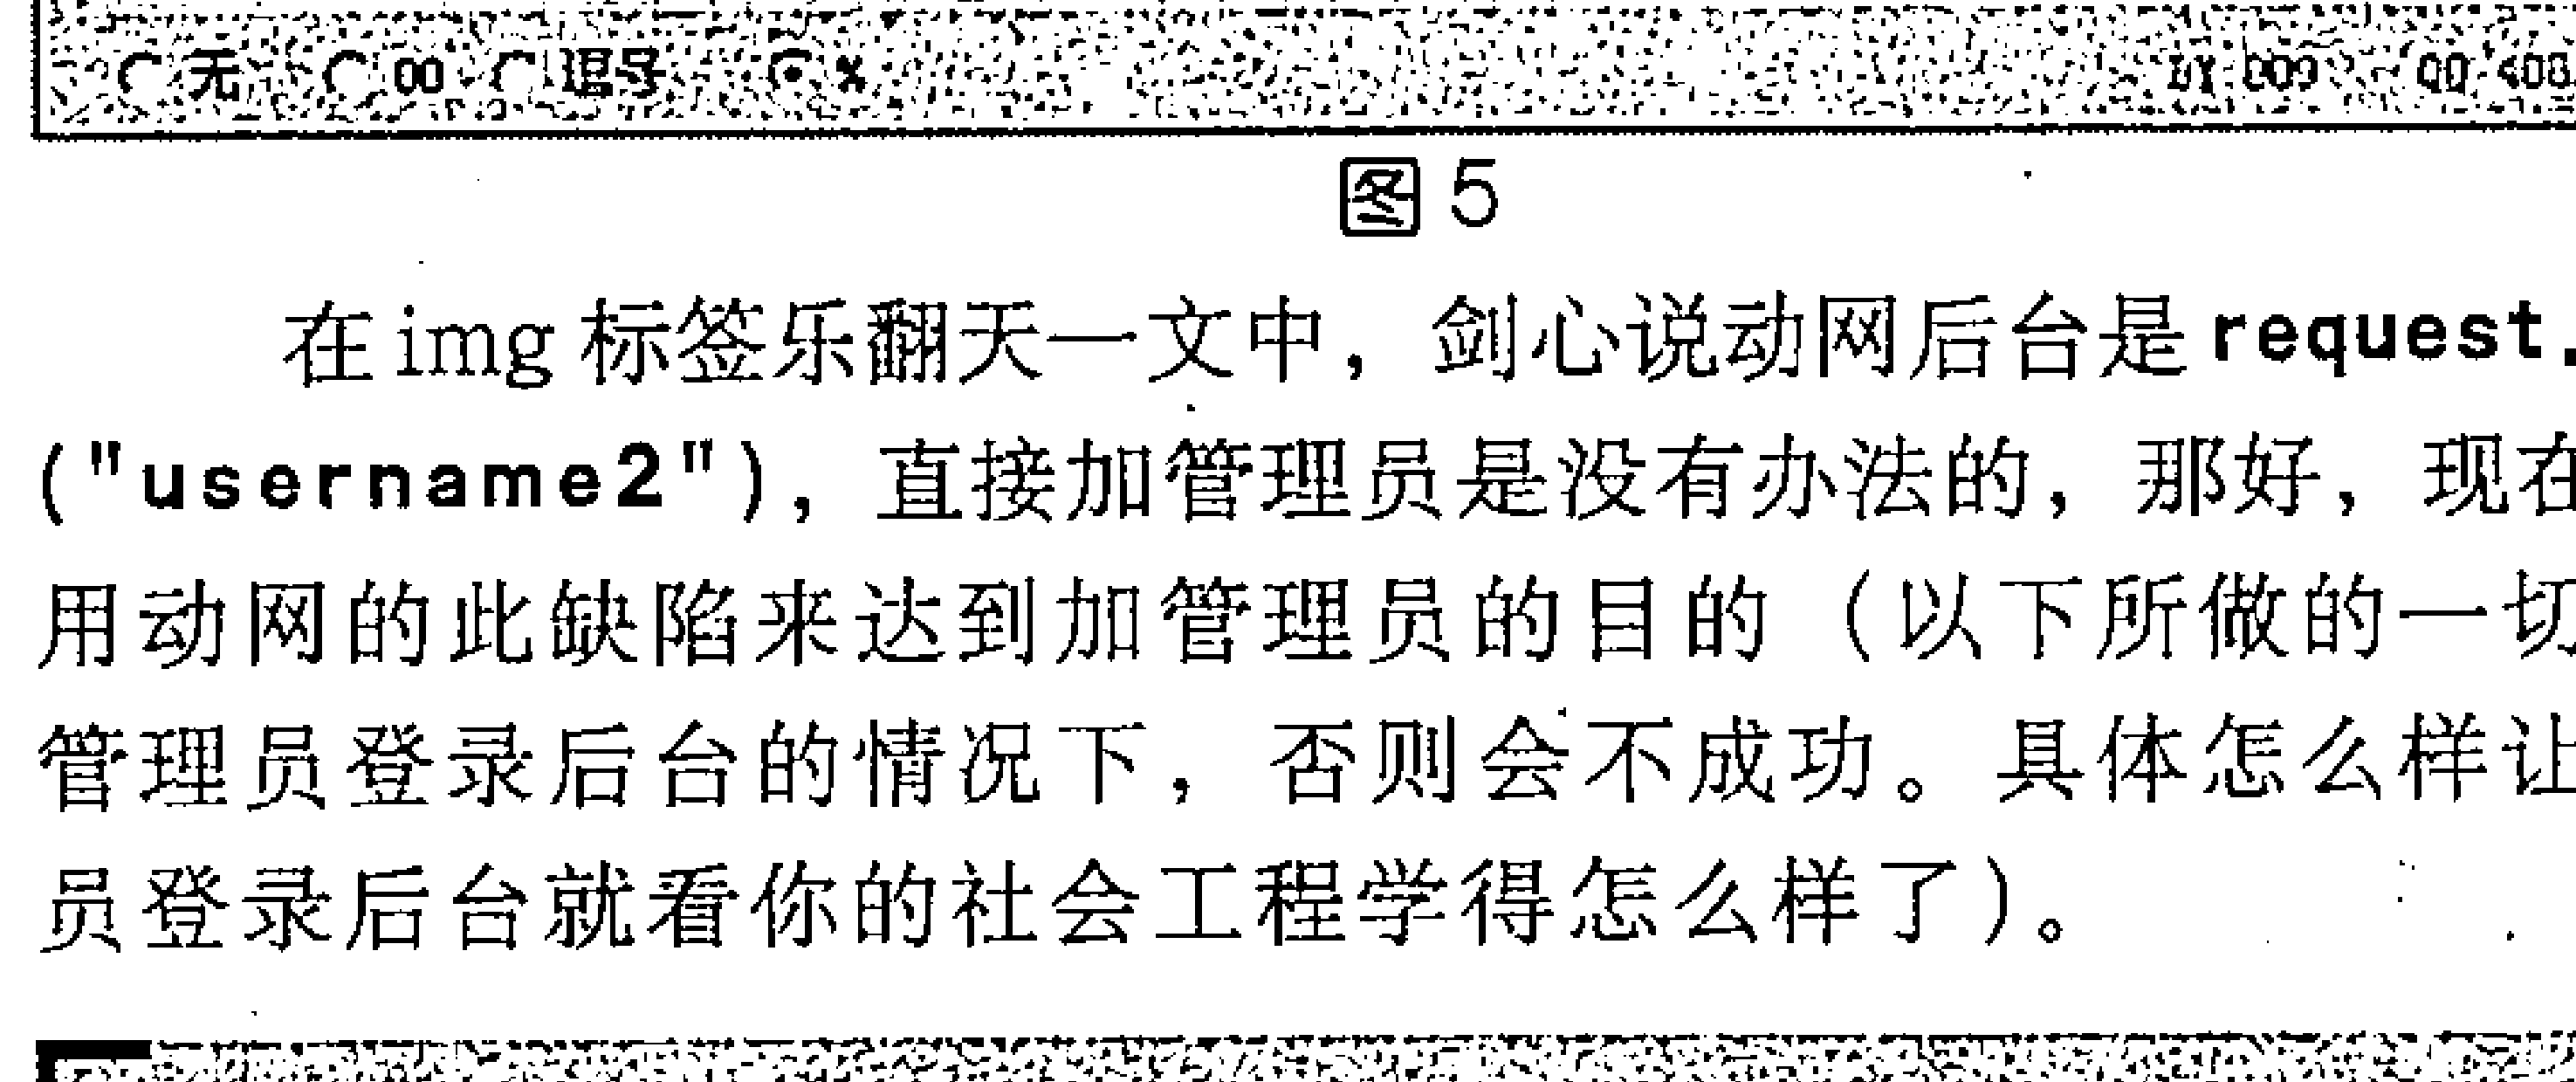 无 00 逗号 %
图5
在img标签乐翻天一文中，剑心说动网后台是request.
("username2")，直接加管理员是没有办法的，那好，现在
用动网的此缺陷来达到加管理员的目的（以下所做的一切
管理员登录后台的情况下，否则会不成功。具体怎么样让
员登录后台就看你的社会工程学得怎么样了）。